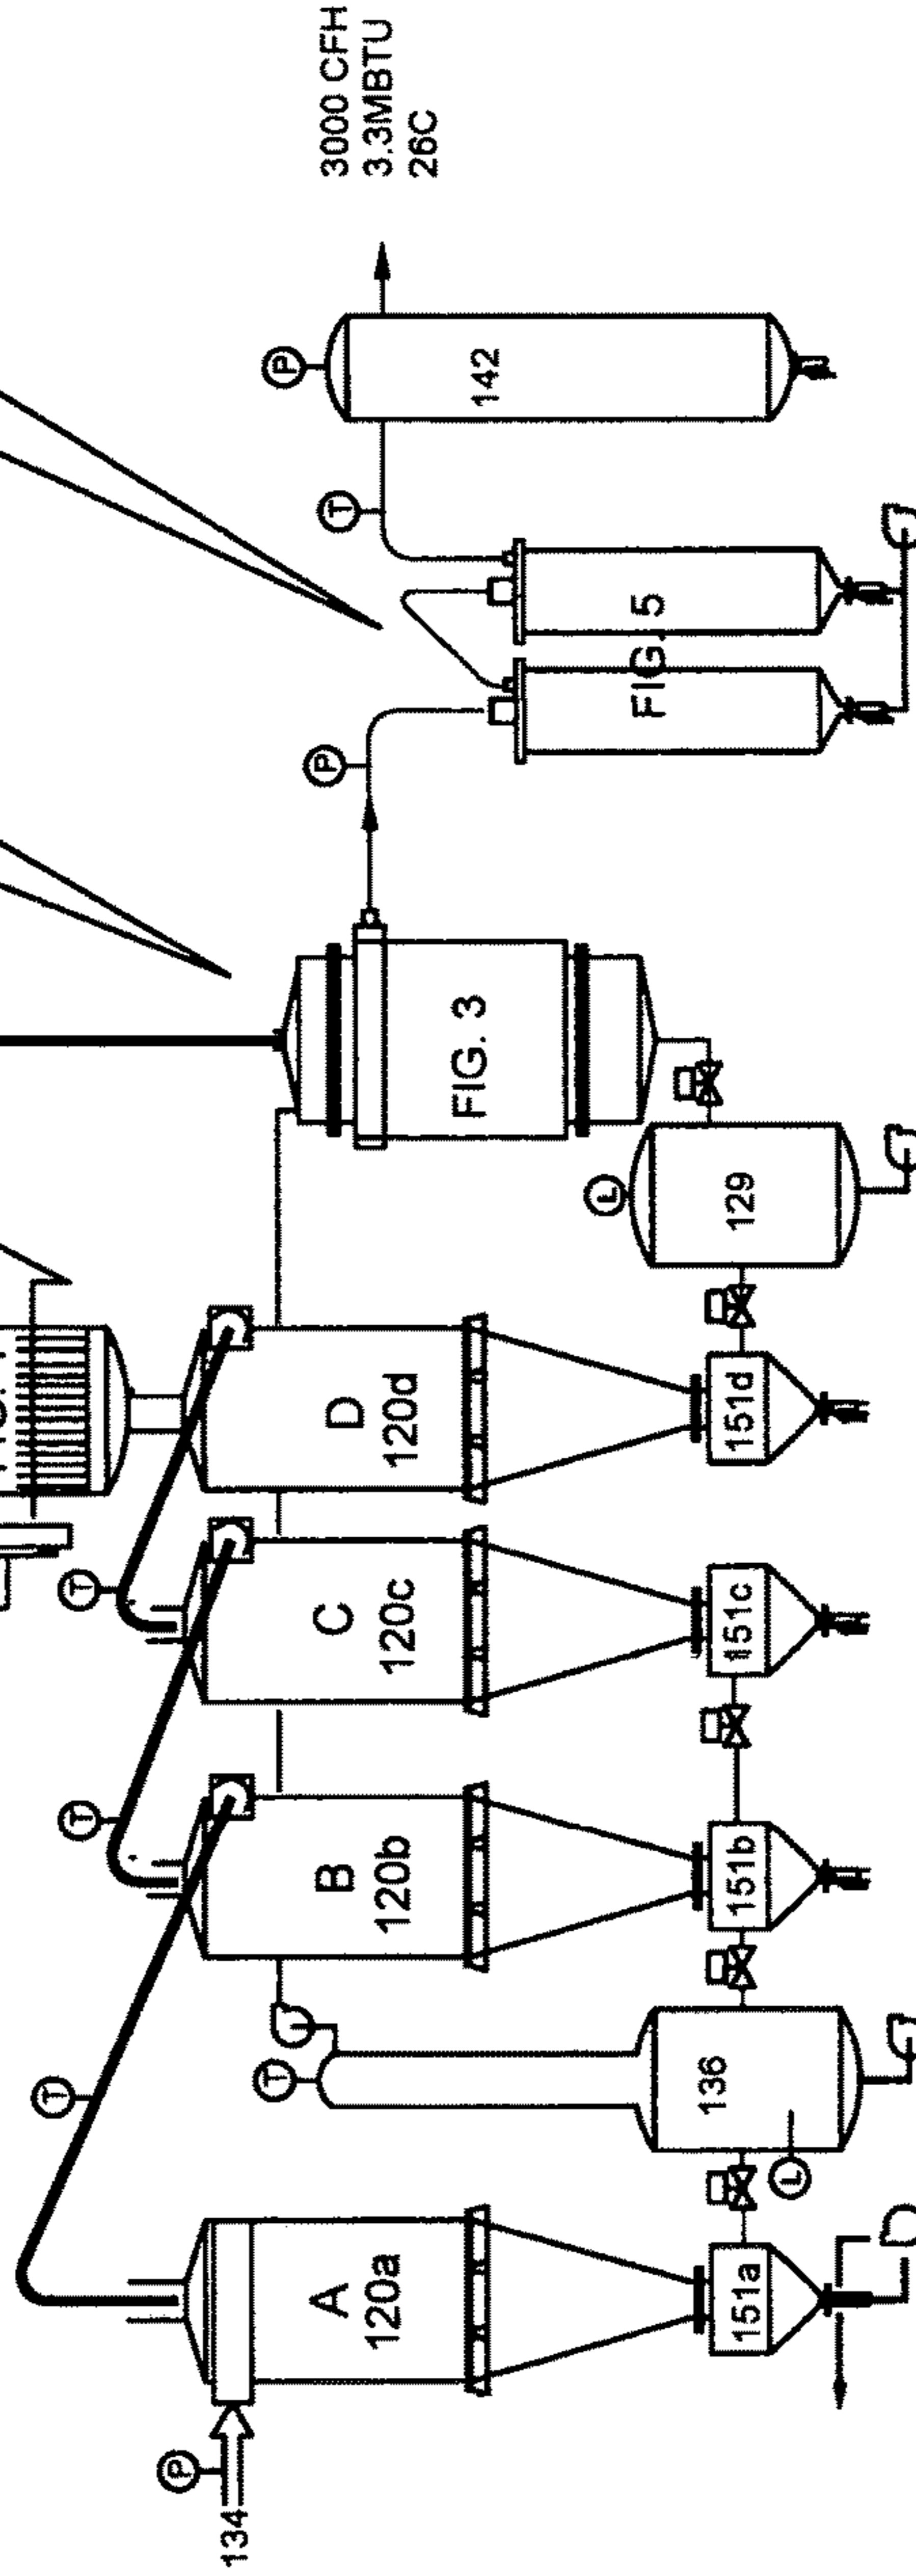 3000 CFH
3.3MBTU
26C
P
142
T
FIG. 5
P
FIG. 3
L
129
D
120d
151d
T
C
120c
151c
T
B
120b
151b
T
T
136
L
A
120a
151a
P
134